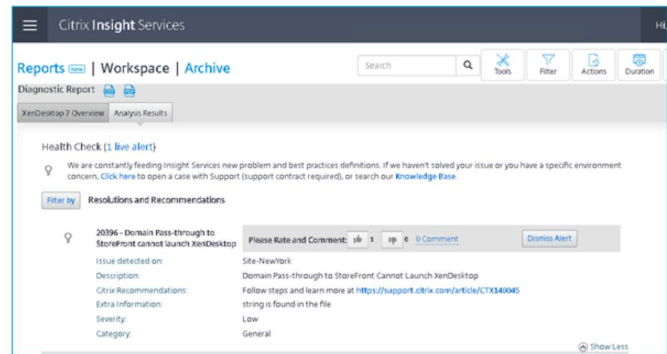 Citrix Insight Services
Hi,
Reports New | Workspace | Archive
Search
Tools
Filter
Actions
Duration
Diagnostic Report
XenDesktop 7 Overview
Analysis Results
Health Check (1 live alert)
We are constantly feeding Insight Services new problem and best practices definitions. If we haven't solved your issue or you have a specific environment
concern, Click here to open a case with Support (support contract required), or search our Knowledge Base.
Filter by
Resolutions and Recommendations
20396 - Domain Pass-through to
StoreFront cannot launch XenDesktop
Please Rate and Comment: 1 0 0 Comment
Dismiss Alert
Issue detected on: Site-NewYork
Description: Domain Pass-through to StoreFront Cannot Launch XenDesktop
Citrix Recommendations: Follow steps and learn more at https://support.citrix.com/article/CTX140045
Extra Information: string is found in the file
Severity: Low
Category: General
Show Less